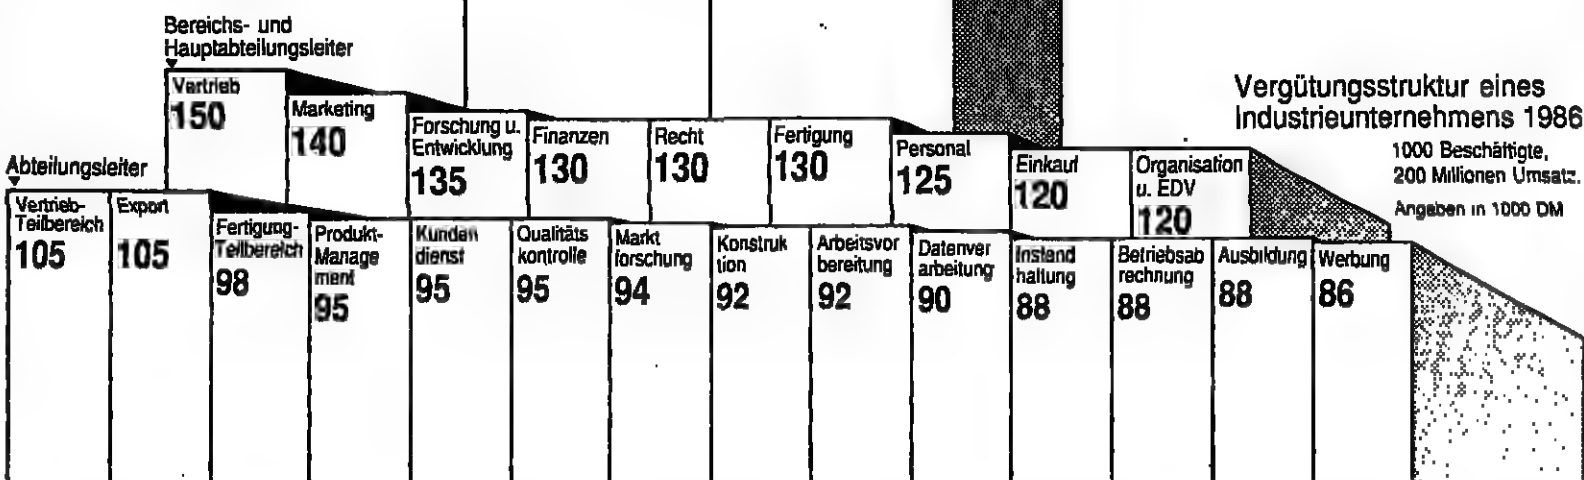 Bereichs- und
Hauptabteilungsleiter
Vertrieb
150
Marketing
140
Forschung u.
Entwicklung
135
Finanzen
130
Recht
130
Fertigung
130
Personal
125
Einkauf
120
Organisation
u. EDV
120
Vergütungsstruktur eines
Industrieunternehmens 1986
1000 Beschäftigte,
200 Millionen Umsatz.
Angaben in 1000 DM
Abteilungsleiter
Vertrieb-
Teilbereich
105
Export
105
Fertigung-
Teilbereich
98
Produkt-
Manage
ment
95
Kunden
dienst
95
Qualitäts
kontrolle
95
Markt
forschung
94
Konstruk
tion
92
Arbeitsvor
bereitung
92
Datenver
arbeitung
90
Instand
haltung
88
Betriebsab
rechnung
88
Ausbildung
88
Werbung
86